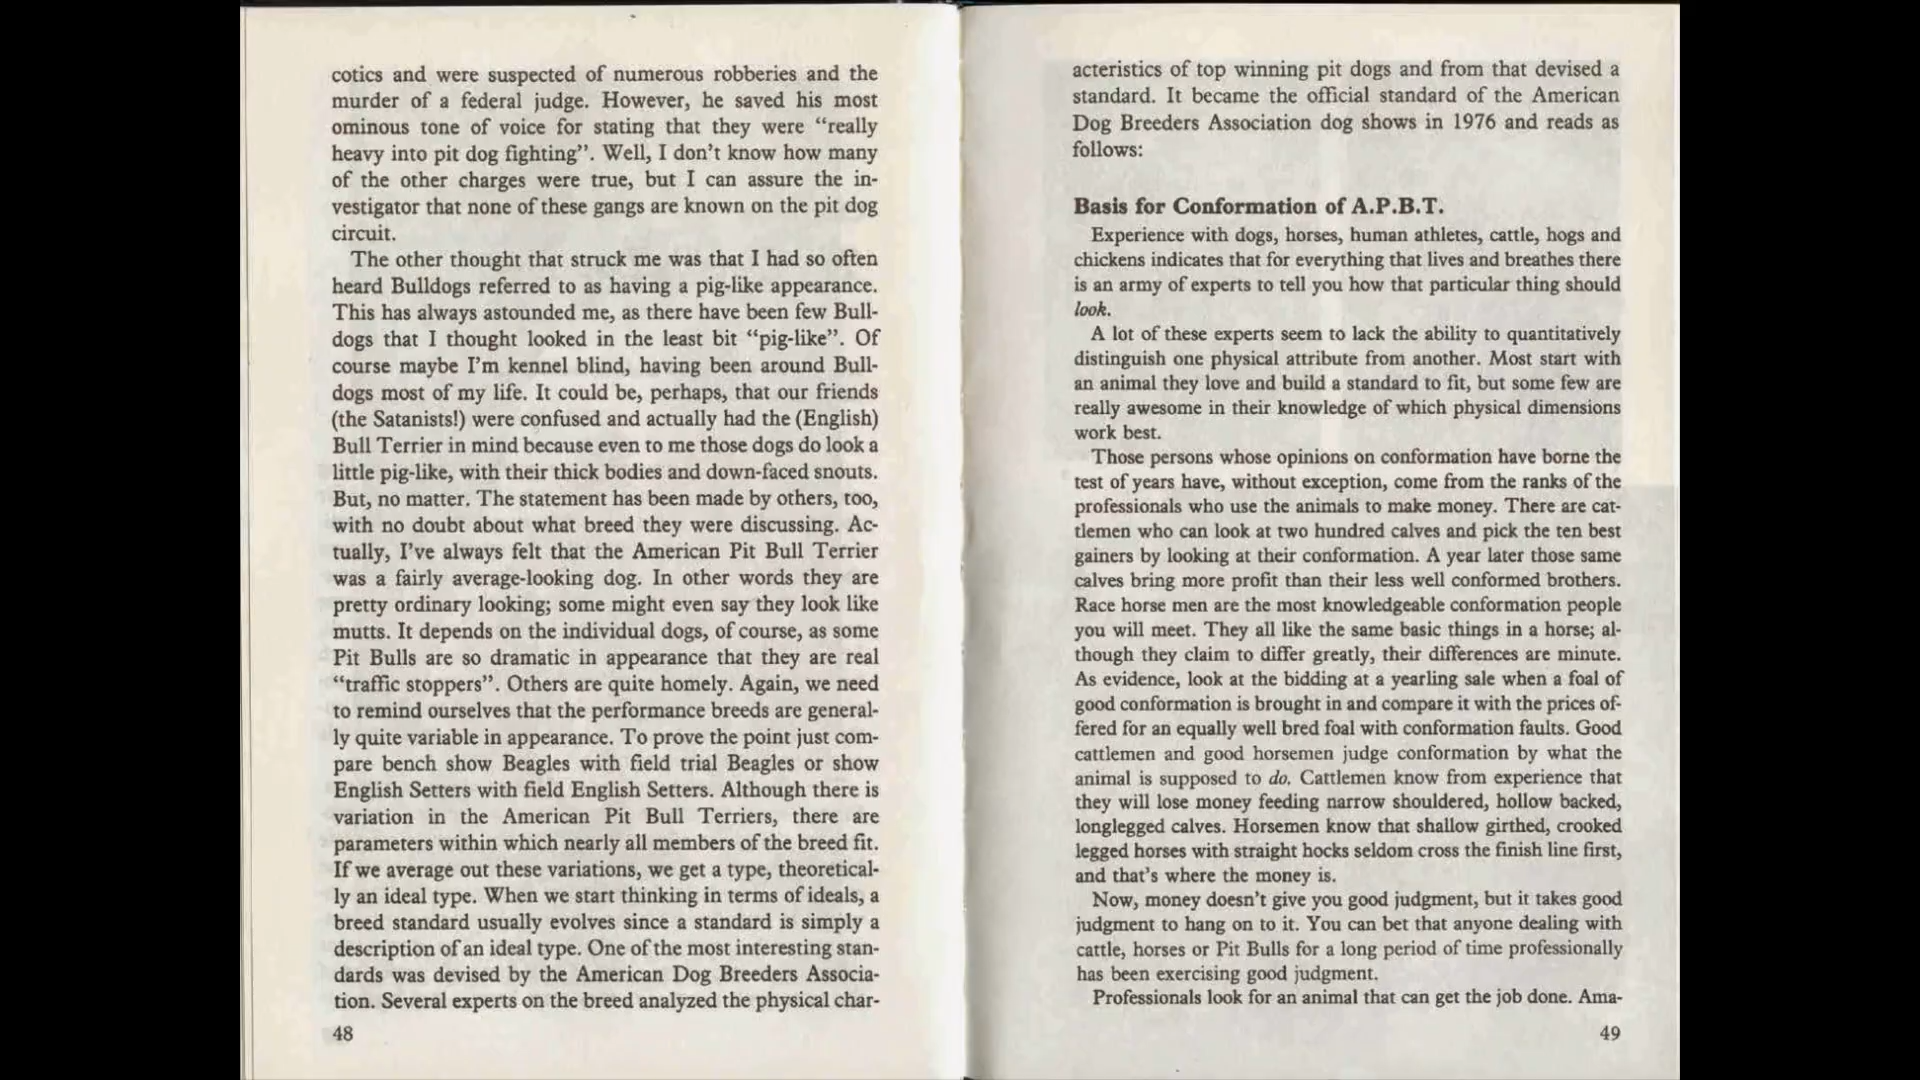 cotics and were suspected of numerous robberies and the
murder of a federal judge. However, he saved his most
ominous tone of voice for stating that they were “really
heavy into pit dog fighting”. Well, I don’t know how many
of the other charges were true, but I can assure the in-
vestigator that none of these gangs are known on the pit dog
circuit.
The other thought that struck me was that I had so often
heard Bulldogs referred to as having a pig-like appearance.
This has always astounded me, as there have been few Bull-
dogs that I thought looked in the least bit “pig-like”. Of
course maybe I’m kennel blind, having been around Bull-
dogs most of my life. It could be, perhaps, that our friends
(the Satanists!) were confused and actually had the (English)
Bull Terrier in mind because even to me those dogs do look a
little pig-like, with their thick bodies and down-faced snouts.
But, no matter. The statement has been made by others, too,
with no doubt about what breed they were discussing. Ac-
tually, I’ve always felt that the American Pit Bull Terrier
was a fairly average-looking dog. In other words they are
pretty ordinary looking; some might even say they look like
mutts. It depends on the individual dogs, of course, as some
Pit Bulls are so dramatic in appearance that they are real
“traffic stoppers”. Others are quite homely. Again, we need
to remind ourselves that the performance breeds are general-
ly quite variable in appearance. To prove the point just com-
pare bench show Beagles with field trial Beagles or show
English Setters with field English Setters. Although there is
variation in the American Pit Bull Terriers, there are
parameters within which nearly all members of the breed fit.
If we average out these variations, we get a type, theoretical-
ly an ideal type. When we start thinking in terms of ideals, a
breed standard usually evolves since a standard is simply a
description of an ideal type. One of the most interesting stan-
dards was devised by the American Dog Breeders Associa-
tion. Several experts on the breed analyzed the physical char-
48
acteristics of top winning pit dogs and from that devised a
standard. It became the official standard of the American
Dog Breeders Association dog shows in 1976 and reads as
follows:
Basis for Conformation of A.P.B.T.
Experience with dogs, horses, human athletes, cattle, hogs and
chickens indicates that for everything that lives and breathes there
is an army of experts to tell you how that particular thing should
look.
A lot of these experts seem to lack the ability to quantitatively
distinguish one physical attribute from another. Most start with
an animal they love and build a standard to fit, but some few are
really awesome in their knowledge of which physical dimensions
work best.
Those persons whose opinions on conformation have borne the
test of years have, without exception, come from the ranks of the
professionals who use the animals to make money. There are cat-
tlemen who can look at two hundred calves and pick the ten best
gainers by looking at their conformation. A year later those same
calves bring more profit than their less well conformed brothers.
Race horse men are the most knowledgeable conformation people
you will meet. They all like the same basic things in a horse; al-
though they claim to differ greatly, their differences are minute.
As evidence, look at the bidding at a yearling sale when a foal of
good conformation is brought in and compare it with the prices of-
fered for an equally well bred foal with conformation faults. Good
cattlemen and good horsemen judge conformation by what the
animal is supposed to do. Cattlemen know from experience that
they will lose money feeding narrow shouldered, hollow backed,
longlegged calves. Horsemen know that shallow girthed, crooked
legged horses with straight hocks seldom cross the finish line first,
and that’s where the money is.
Now, money doesn’t give you good judgment, but it takes good
judgment to hang on to it. You can bet that anyone dealing with
cattle, horses or Pit Bulls for a long period of time professionally
has been exercising good judgment.
Professionals look for an animal that can get the job done. Ama-
49